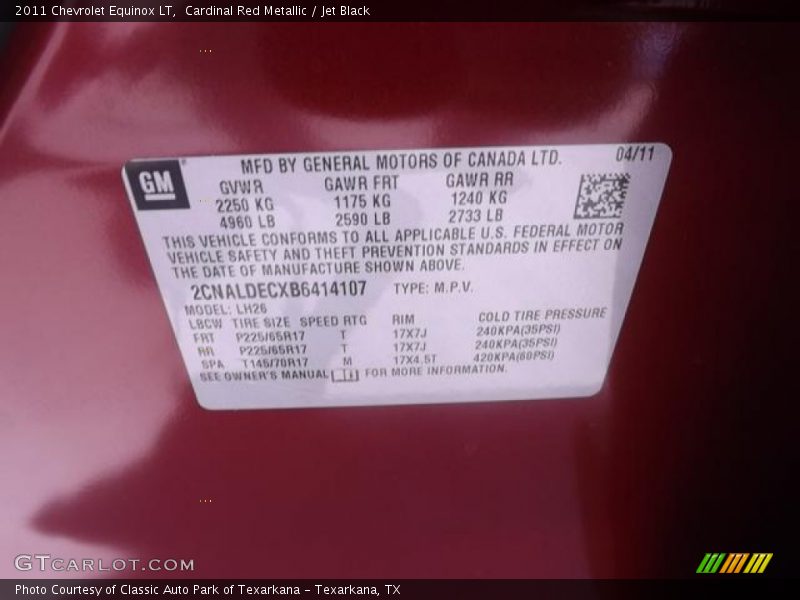 2011 Chevrolet Equinox LT, Cardinal Red Metallic / Jet Black
GM
MFD BY GENERAL MOTORS OF CANADA LTD. 04/11
GVWR GAWR FRT GAWR RR
2250 KG 1175 KG 1240 KG
4960 LB 2590 LB 2733 LB
THIS VEHICLE CONFORMS TO ALL APPLICABLE U.S. FEDERAL MOTOR
VEHICLE SAFETY AND THEFT PREVENTION STANDARDS IN EFFECT ON
THE DATE OF MANUFACTURE SHOWN ABOVE.
2CNALDECXB6414107 TYPE: M.P.V.
MODEL: LH26
LBCW TIRE SIZE SPEED RTG RIM COLD TIRE PRESSURE
FRT P225/65R17 T 17X7J 240KPA(35PSI)
RR P225/65R17 T 17X7J 240KPA(35PSI)
SPA T145/70R17 M 17X4.5T 420KPA(60PSI)
SEE OWNER'S MANUAL FOR MORE INFORMATION.
GTCARLOT.COM
Photo Courtesy of Classic Auto Park of Texarkana - Texarkana, TX